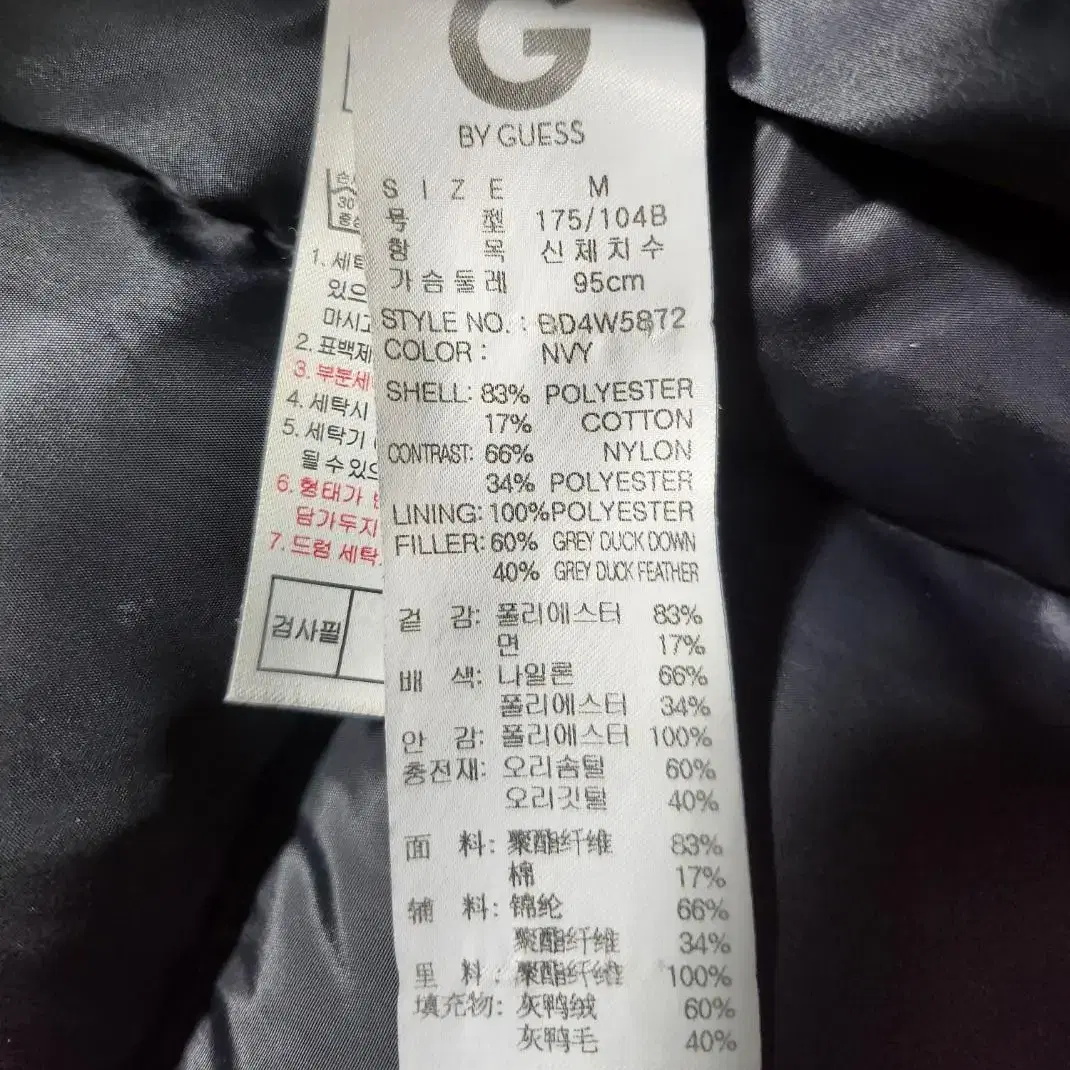 G
BY GUESS
SIZE M
号 型 175/104B
항 목 신체치수
가슴둘레 95cm
STYLE NO. : BD4W5872
COLOR : NVY
SHELL: 83% POLYESTER
17% COTTON
CONTRAST: 66% NYLON
34% POLYESTER
LINING: 100% POLYESTER
FILLER: 60% GREY DUCK DOWN
40% GREY DUCK FEATHER
겉 감: 폴리에스터 83%
면 17%
배 색: 나일론 66%
폴리에스터 34%
안 감: 폴리에스터 100%
충전재: 오리솜털 60%
오리깃털 40%
面 料: 聚酯纤维 83%
棉 17%
辅 料: 锦纶 66%
聚酯纤维 34%
里 料: 聚酯纤维 100%
填充物: 灰鸭绒 60%
灰鸭毛 40%
손
30
중
1. 세탁
있으
마시고
2. 표백제
3. 부분세
4. 세탁시
5. 세탁기
될 수 있으
6. 형태가
담가두지
7. 드럼 세탁
검사필